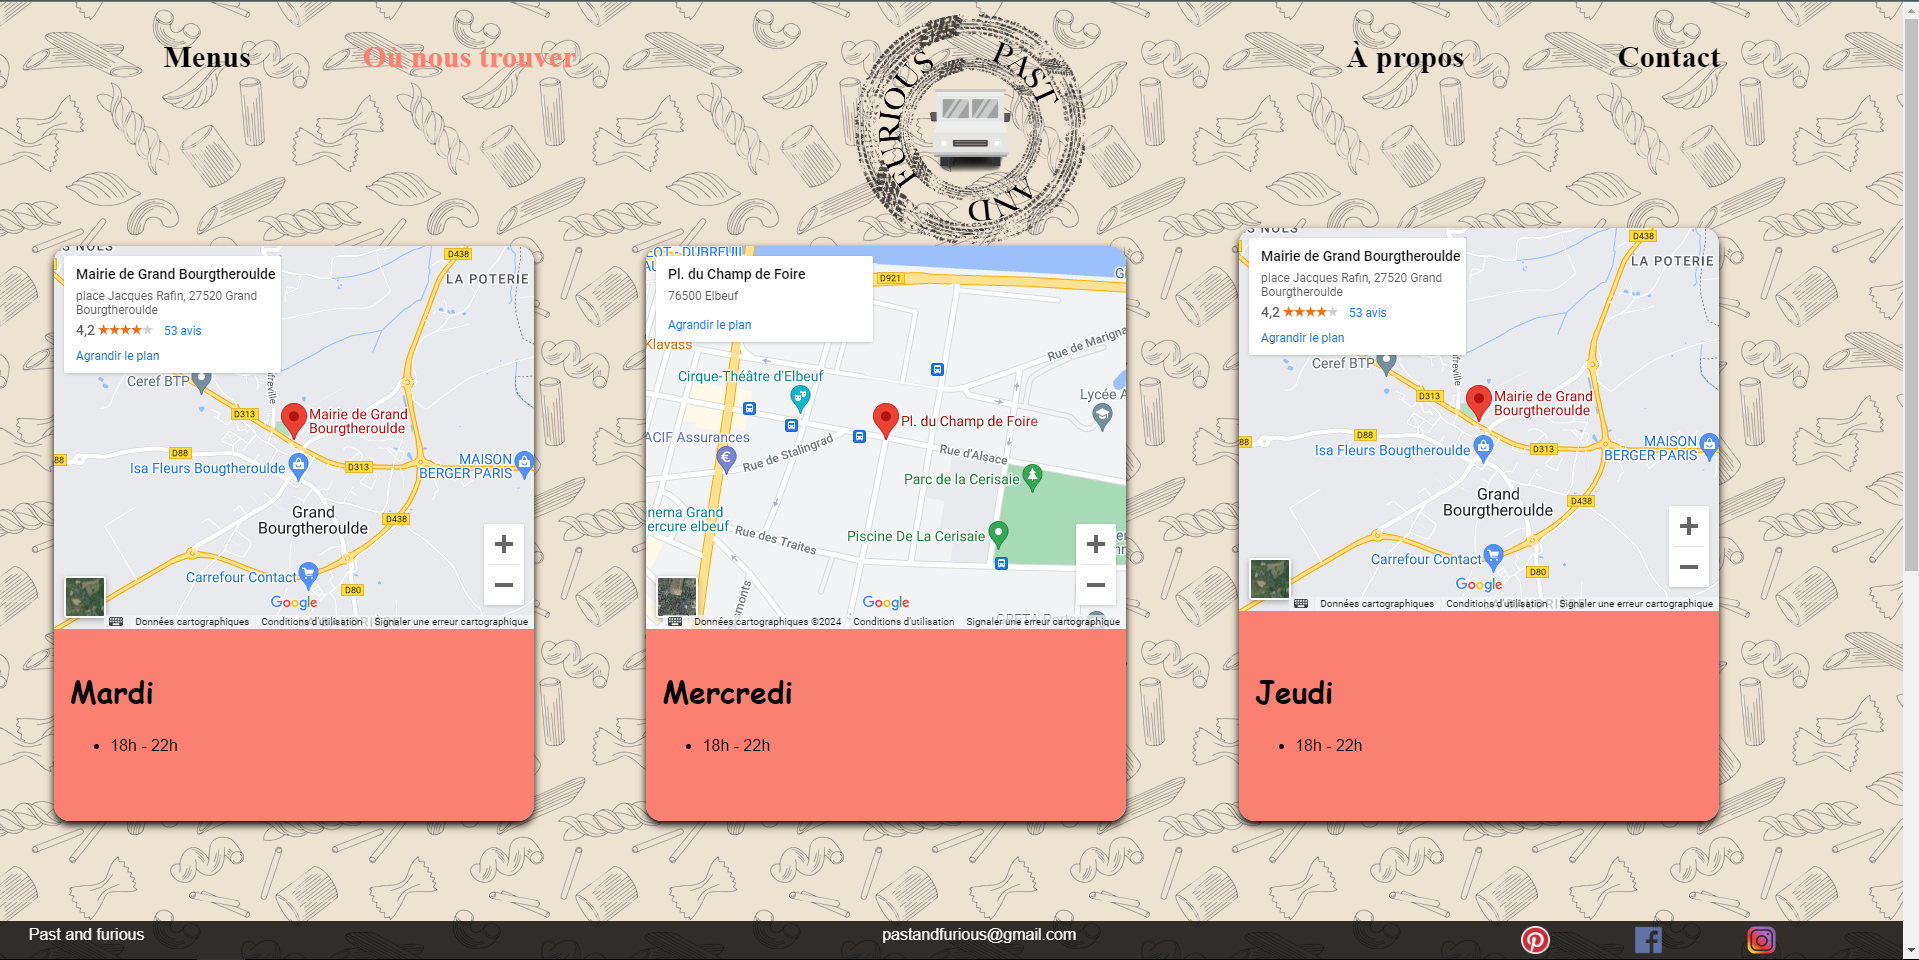 Menus
Où nous trouver
PAST
AND
FURIOUS
À propos
Contact
Mairie de Grand Bourgtheroulde
place Jacques Rafin, 27520 Grand
Bourgtheroulde
4,2
53 avis
Agrandir le plan
D438
LA POTERIE
Ceref BTP
D313
Mairie de Grand
Bourgtheroulde
88
D88
Isa Fleurs Bougtheroulde
D313
MAISON
BERGER PARIS
Grand
Bourgtheroulde
D438
Carrefour Contact
D80
Google
Données cartographiques
Conditions d'utilisation
Signaler une erreur cartographique
Mardi
18h - 22h
Pl. du Champ de Foire
76500 Elbeuf
Agrandir le plan
D921
Klavass
Rue de Marigna
Cirque-Théâtre d'Elbeuf
Lycée A
Pl. du Champ de Foire
ACIF Assurances
Rue de Stalingrad
Rue d'Alsace
Parc de la Cerisaie
nema Grand
ercure elbeuf
Rue des Traites
Piscine De La Cerisaie
Google
Données cartographiques ©2024
Conditions d'utilisation
Signaler une erreur cartographique
Mercredi
18h - 22h
Mairie de Grand Bourgtheroulde
place Jacques Rafin, 27520 Grand
Bourgtheroulde
4,2
53 avis
Agrandir le plan
D438
LA POTERIE
Ceref BTP
D313
Mairie de Grand
Bourgtheroulde
88
D88
Isa Fleurs Bougtheroulde
D313
MAISON
BERGER PARIS
Grand
Bourgtheroulde
D438
Carrefour Contact
D80
Google
Données cartographiques
Conditions d'utilisation
Signaler une erreur cartographique
Jeudi
18h - 22h
Past and furious
pastandfurious@gmail.com